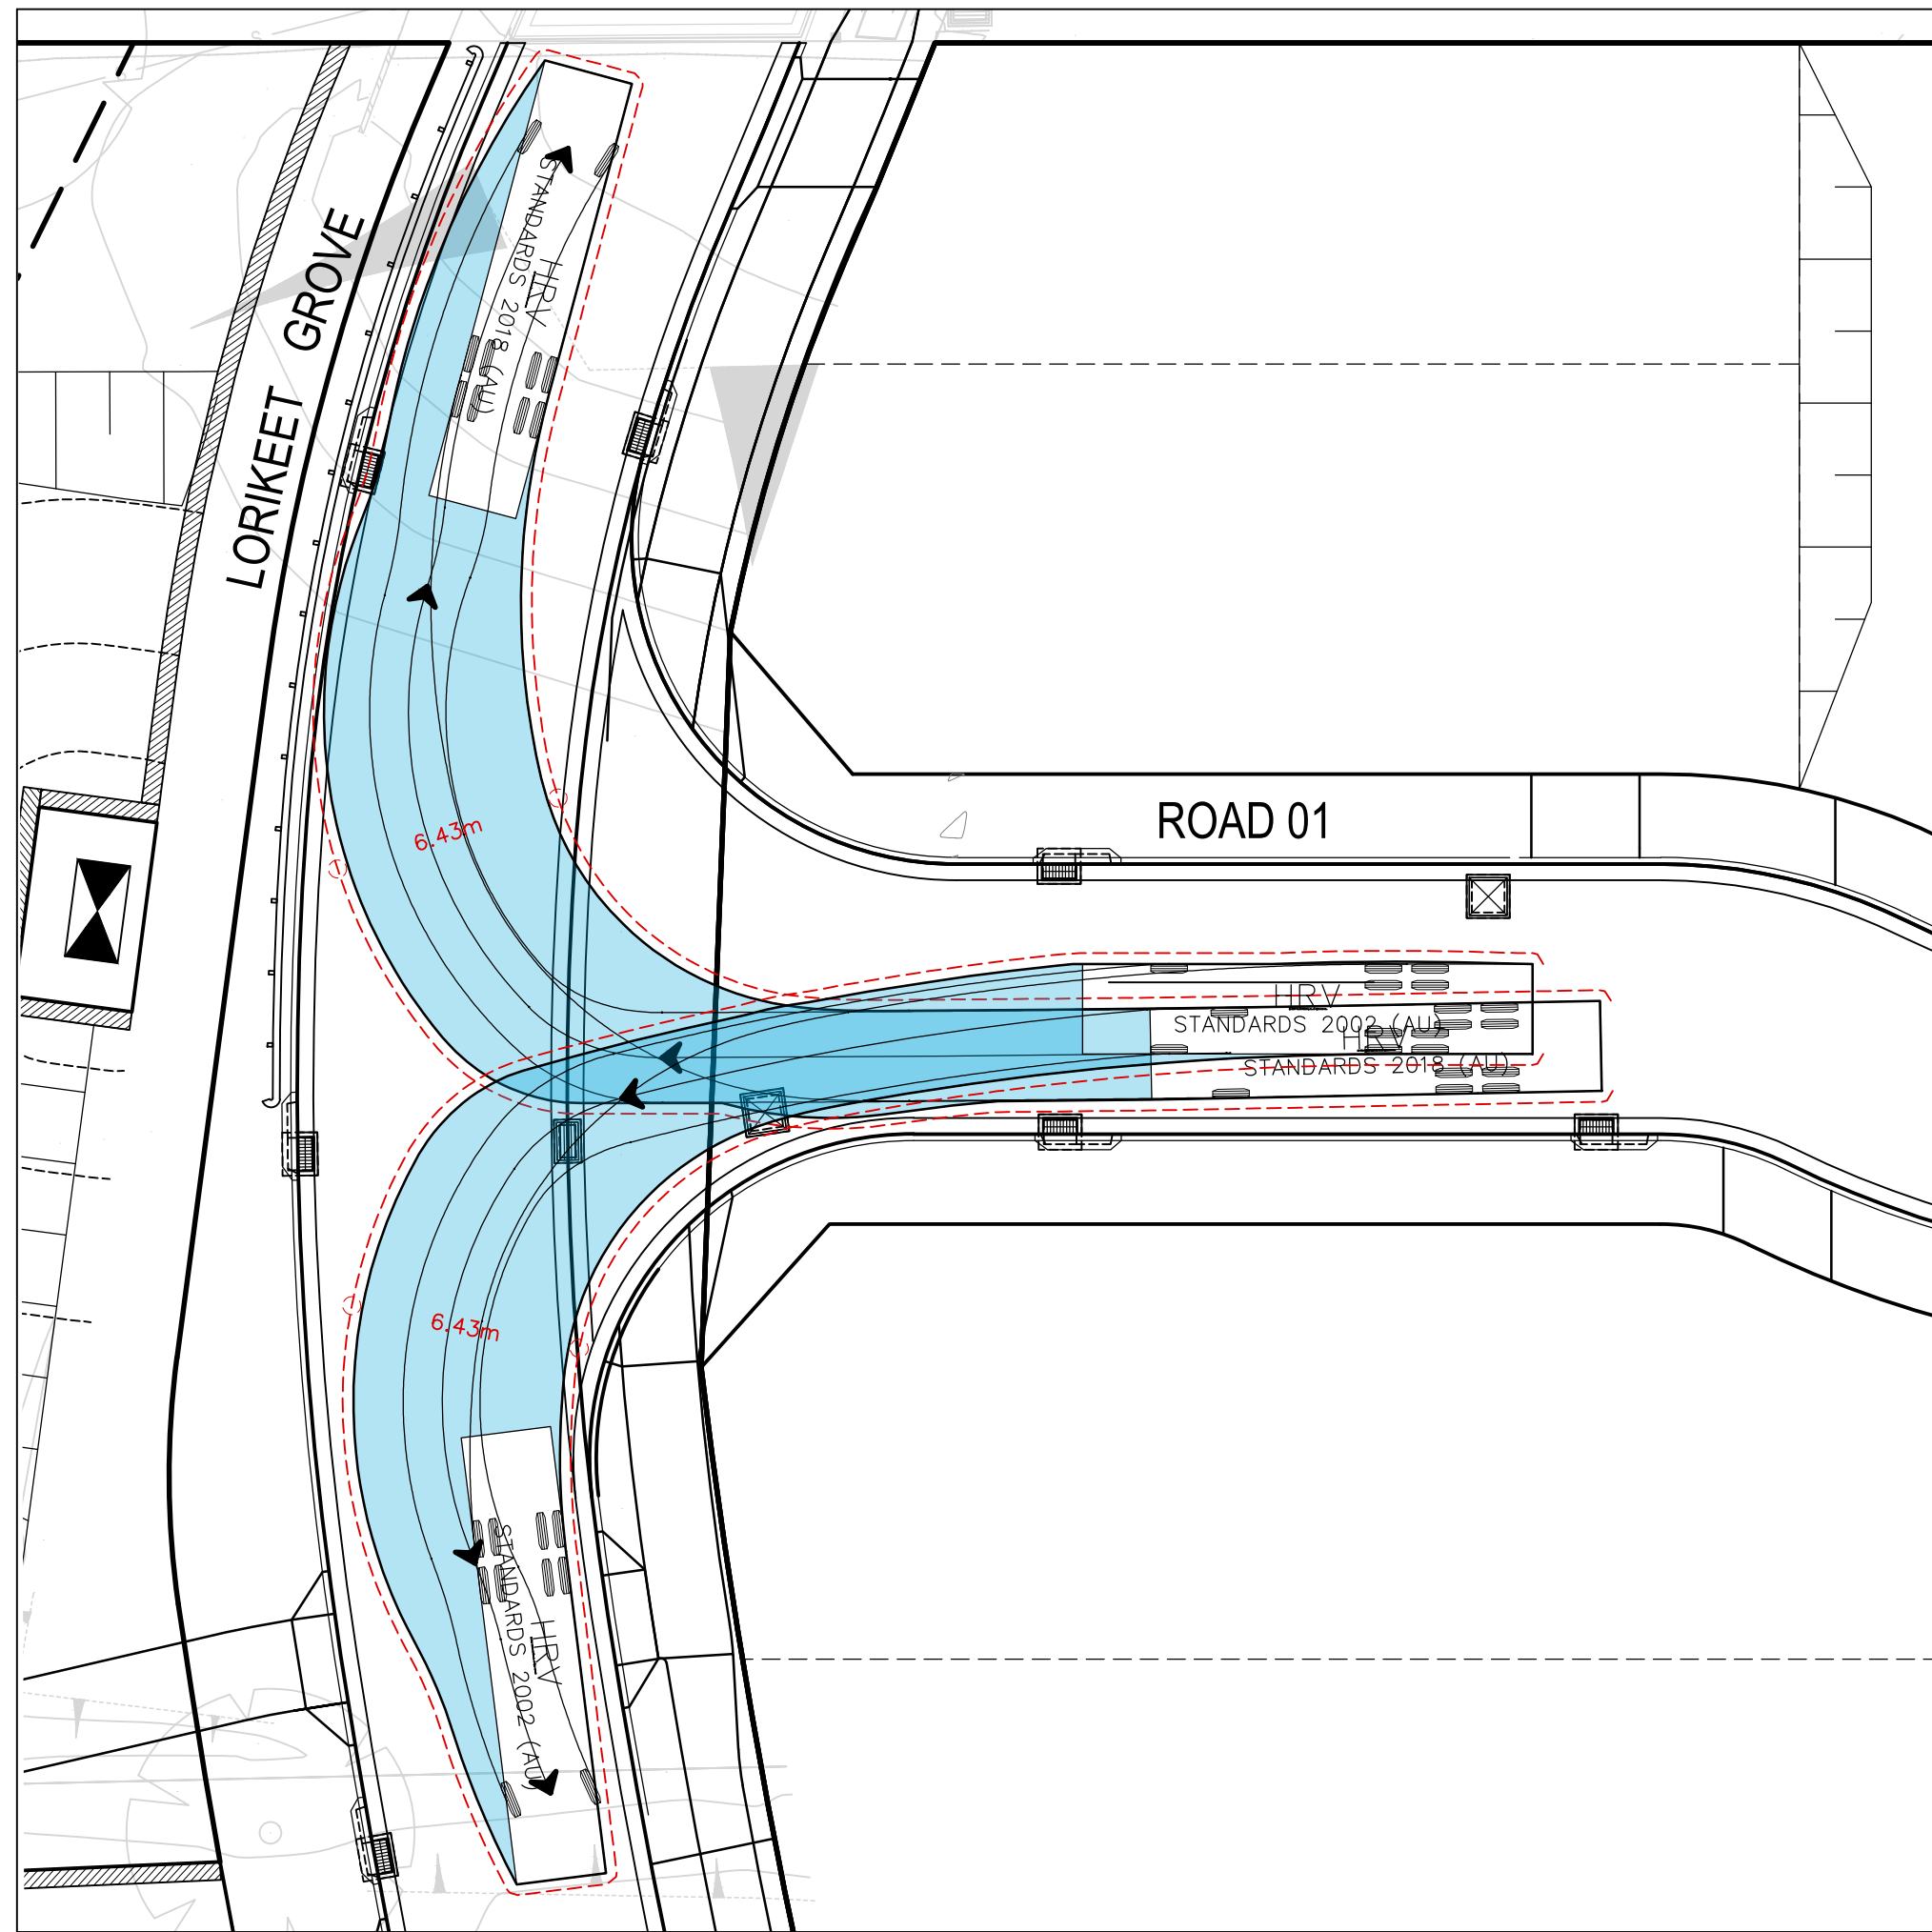 LORIKEET GROVE
HRV
STANDARDS 2018 (AU)
6.43m
ROAD 01
HRV
STANDARDS 2002 (AU)
HRV
STANDARDS 2018 (AU)
6.43m
HRV
STANDARDS 2002 (AU)